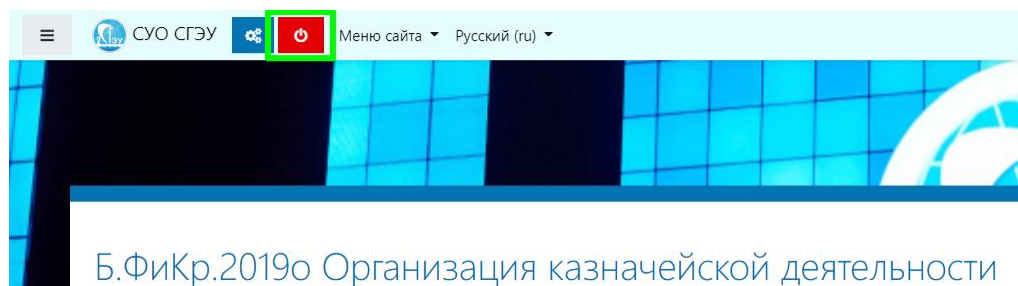 СУО СГЭУ Меню сайта Русский (ru)
Б.ФиКр.2019о Организация казначейской деятельности